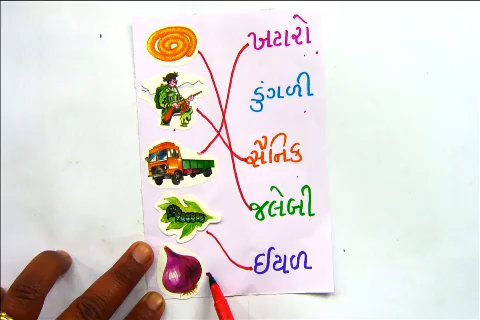 ખટારો
ડુંગળી
સૈનિક
જલેબી
ઈયળ